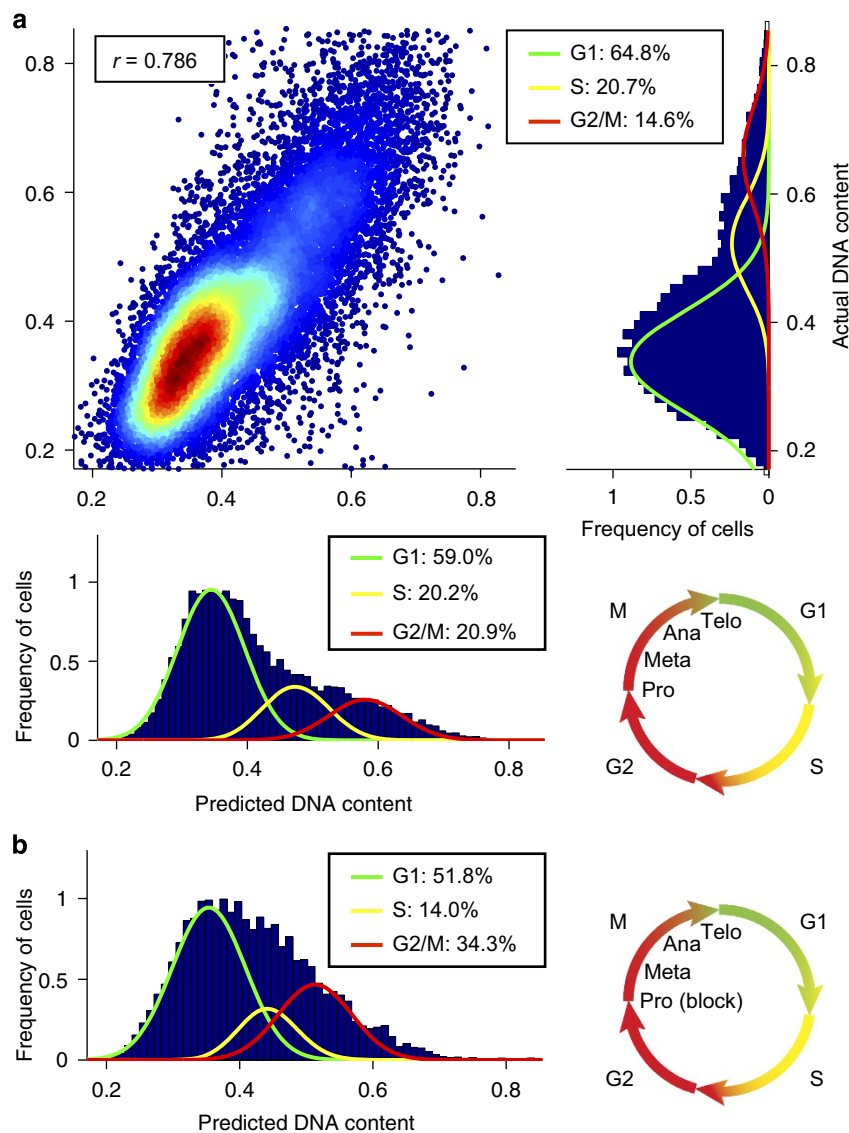 a
r = 0.786
0.8
0.6
0.4
0.2
0.2
0.4
0.6
0.8
G1: 64.8%
S: 20.7%
G2/M: 14.6%
0.8
0.6
0.4
0.2
Actual DNA content
1
0.5
0
Frequency of cells
G1: 59.0%
S: 20.2%
G2/M: 20.9%
Frequency of cells
1
0.5
0
0.2
0.4
0.6
0.8
Predicted DNA content
M
Ana
Telo
G1
Meta
Pro
G2
S
b
G1: 51.8%
S: 14.0%
G2/M: 34.3%
Frequency of cells
1
0.5
0
0.2
0.4
0.6
0.8
Predicted DNA content
M
Ana
Telo
G1
Meta
Pro (block)
G2
S